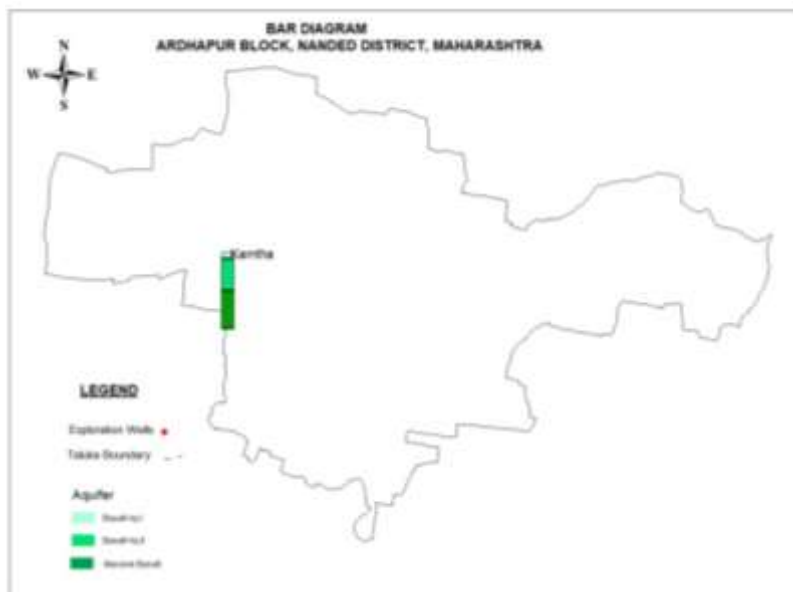 BAR DIAGRAM
ARDHAPUR BLOCK, NANDED DISTRICT, MAHARASHTRA
N
W E
S
Kamtha
LEGEND
Exploration Wells
Taluka Boundary
Aquifer